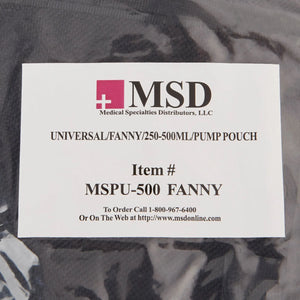 MSD
Medical Specialties Distributors, LLC
UNIVERSAL/FANNY/250-500ML/PUMP POUCH
Item #
MSPU-500 FANNY
To Order Call 1-800-967-6400
Or On The Web at http://www.msdonline.com